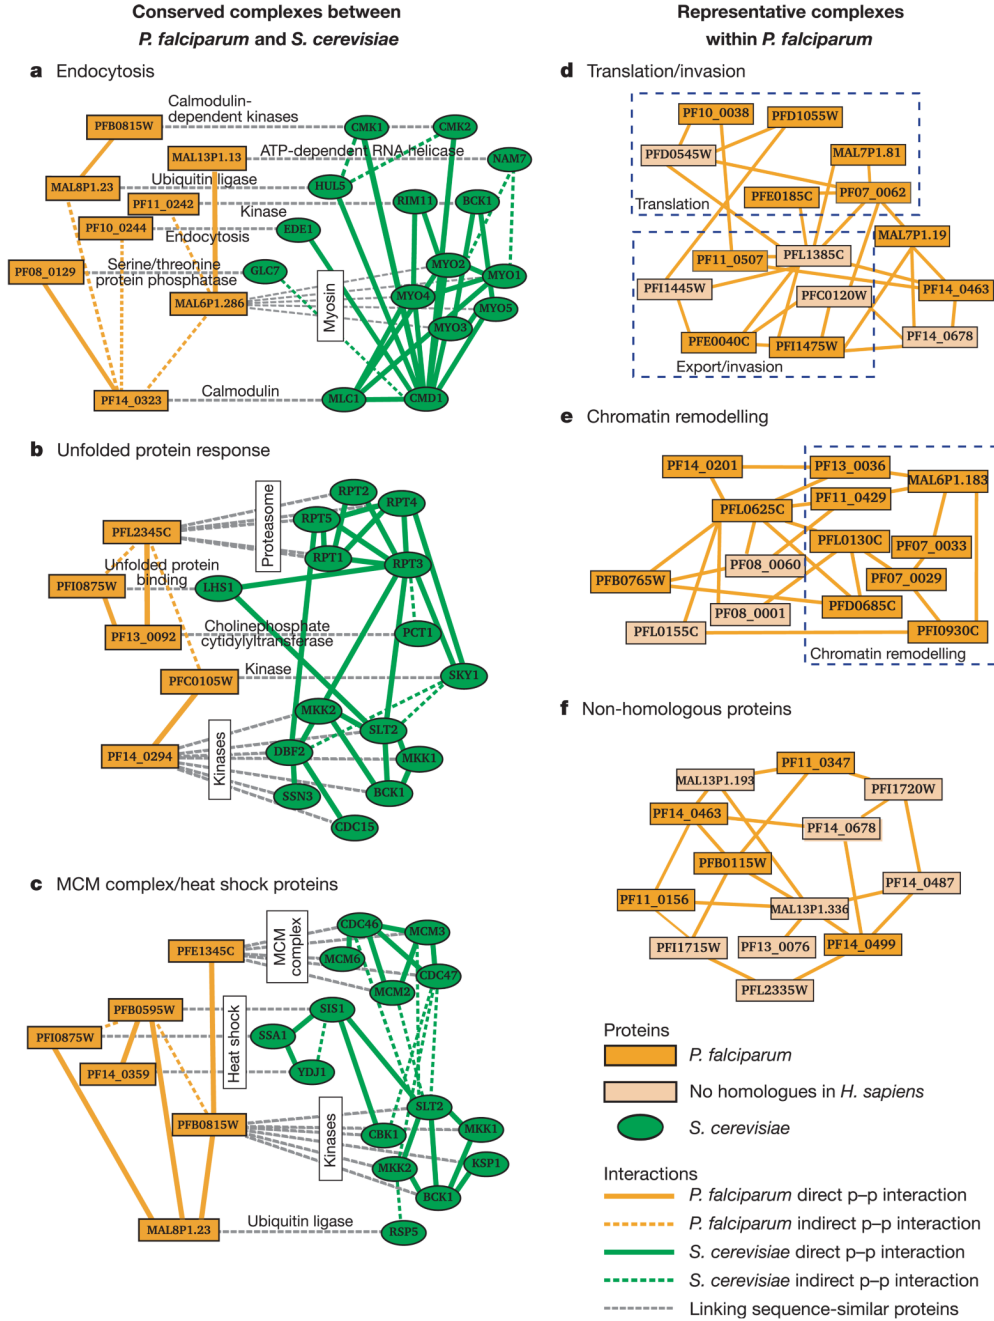 Conserved complexes between
P. falciparum and S. cerevisiae
Representative complexes
within P. falciparum
a Endocytosis
Calmodulin-
dependent kinases
PFB0815W
CMK1
CMK2
MAL13P1.13
ATP-dependent RNA helicase
NAM7
MAL8P1.23
Ubiquitin ligase
HUL5
PF11_0242
RIM11
BCK1
Kinase
PF10_0244
Endocytosis
EDE1
PF08_0129
Serine/threonine
protein phosphatase
GLC7
MYO2
MYO1
MAL6P1.286
Myosin
MYO4
MYO5
MYO3
PF14_0323
Calmodulin
MLC1
CMD1
b Unfolded protein response
Proteasome
RPT2
RPT4
RPT5
PFL2345C
RPT1
RPT3
Unfolded protein
binding
PFI0875W
LHS1
PF13_0092
Cholinephosphate
cytidylyltransferase
PCT1
PFC0105W
Kinase
SKY1
MKK2
SLT2
Kinases
PF14_0294
DBF2
MKK1
SSN3
BCK1
CDC15
c MCM complex/heat shock proteins
PFE1345C
MCM
complex
CDC46
MCM3
MCM6
CDC47
MCM2
PFB0595W
Heat shock
SIS1
PFI0875W
SSA1
PF14_0359
YDJ1
PFB0815W
Kinases
SLT2
CBK1
MKK1
MKK2
KSP1
BCK1
MAL8P1.23
Ubiquitin ligase
RSP5
d Translation/invasion
PF10_0038
PFD1055W
PFD0545W
MAL7P1.81
PFE0185C
PF07_0062
Translation
MAL7P1.19
PF11_0507
PFL1385C
PFI1445W
PFC0120W
PF14_0463
PFE0040C
PFI1475W
PF14_0678
Export/invasion
e Chromatin remodelling
PF14_0201
PF13_0036
MAL6P1.183
PF11_0429
PFL0625C
PFL0130C
PF07_0033
PF08_0060
PFB0765W
PF07_0029
PF08_0001
PFD0685C
PFL0155C
PFI0930C
Chromatin remodelling
f Non-homologous proteins
PF11_0347
MAL13P1.193
PFI1720W
PF14_0463
PF14_0678
PFB0115W
PF14_0487
PF11_0156
MAL13P1.336
PFI1715W
PF13_0076
PF14_0499
PFL2335W
Proteins
P. falciparum
No homologues in H. sapiens
S. cerevisiae
Interactions
P. falciparum direct p–p interaction
P. falciparum indirect p–p interaction
S. cerevisiae direct p–p interaction
S. cerevisiae indirect p–p interaction
Linking sequence-similar proteins